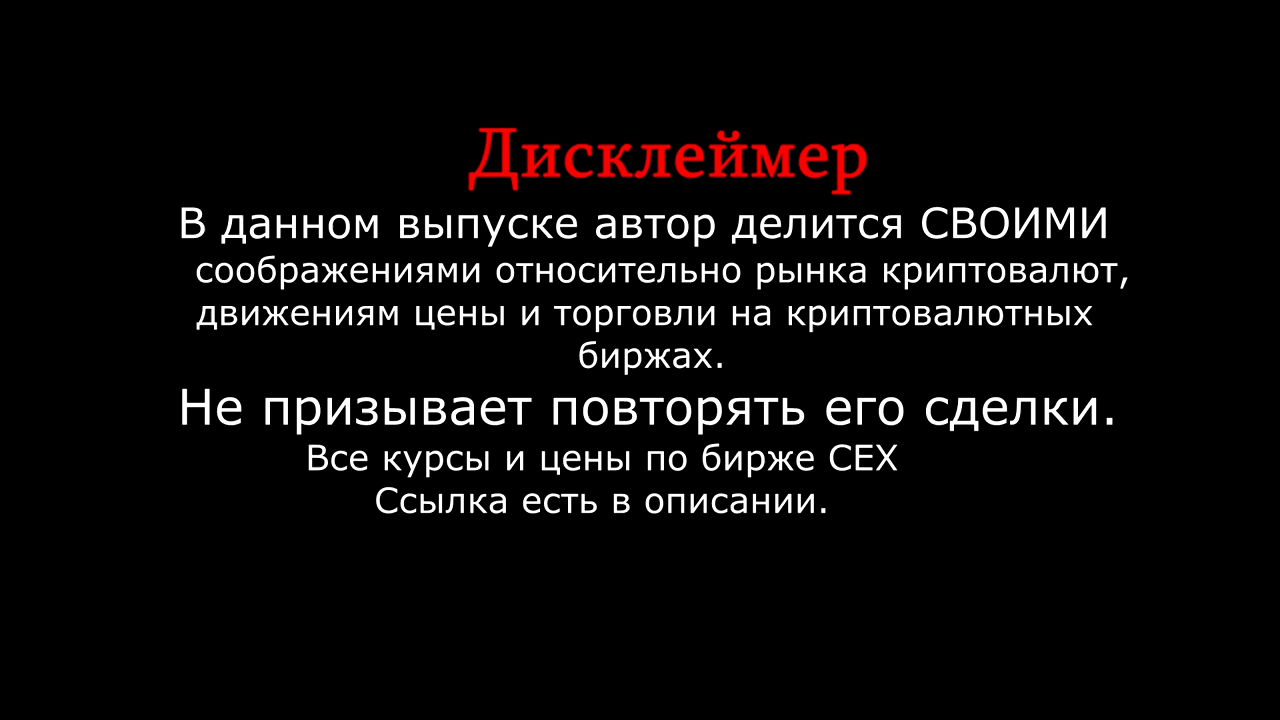 Дисклеймер
В данном выпуске автор делится СВОИМИ
соображениями относительно рынка криптовалют,
движениям цены и торговли на криптовалютных
биржах.
Не призывает повторять его сделки.
Все курсы и цены по бирже CEX
Ссылка есть в описании.